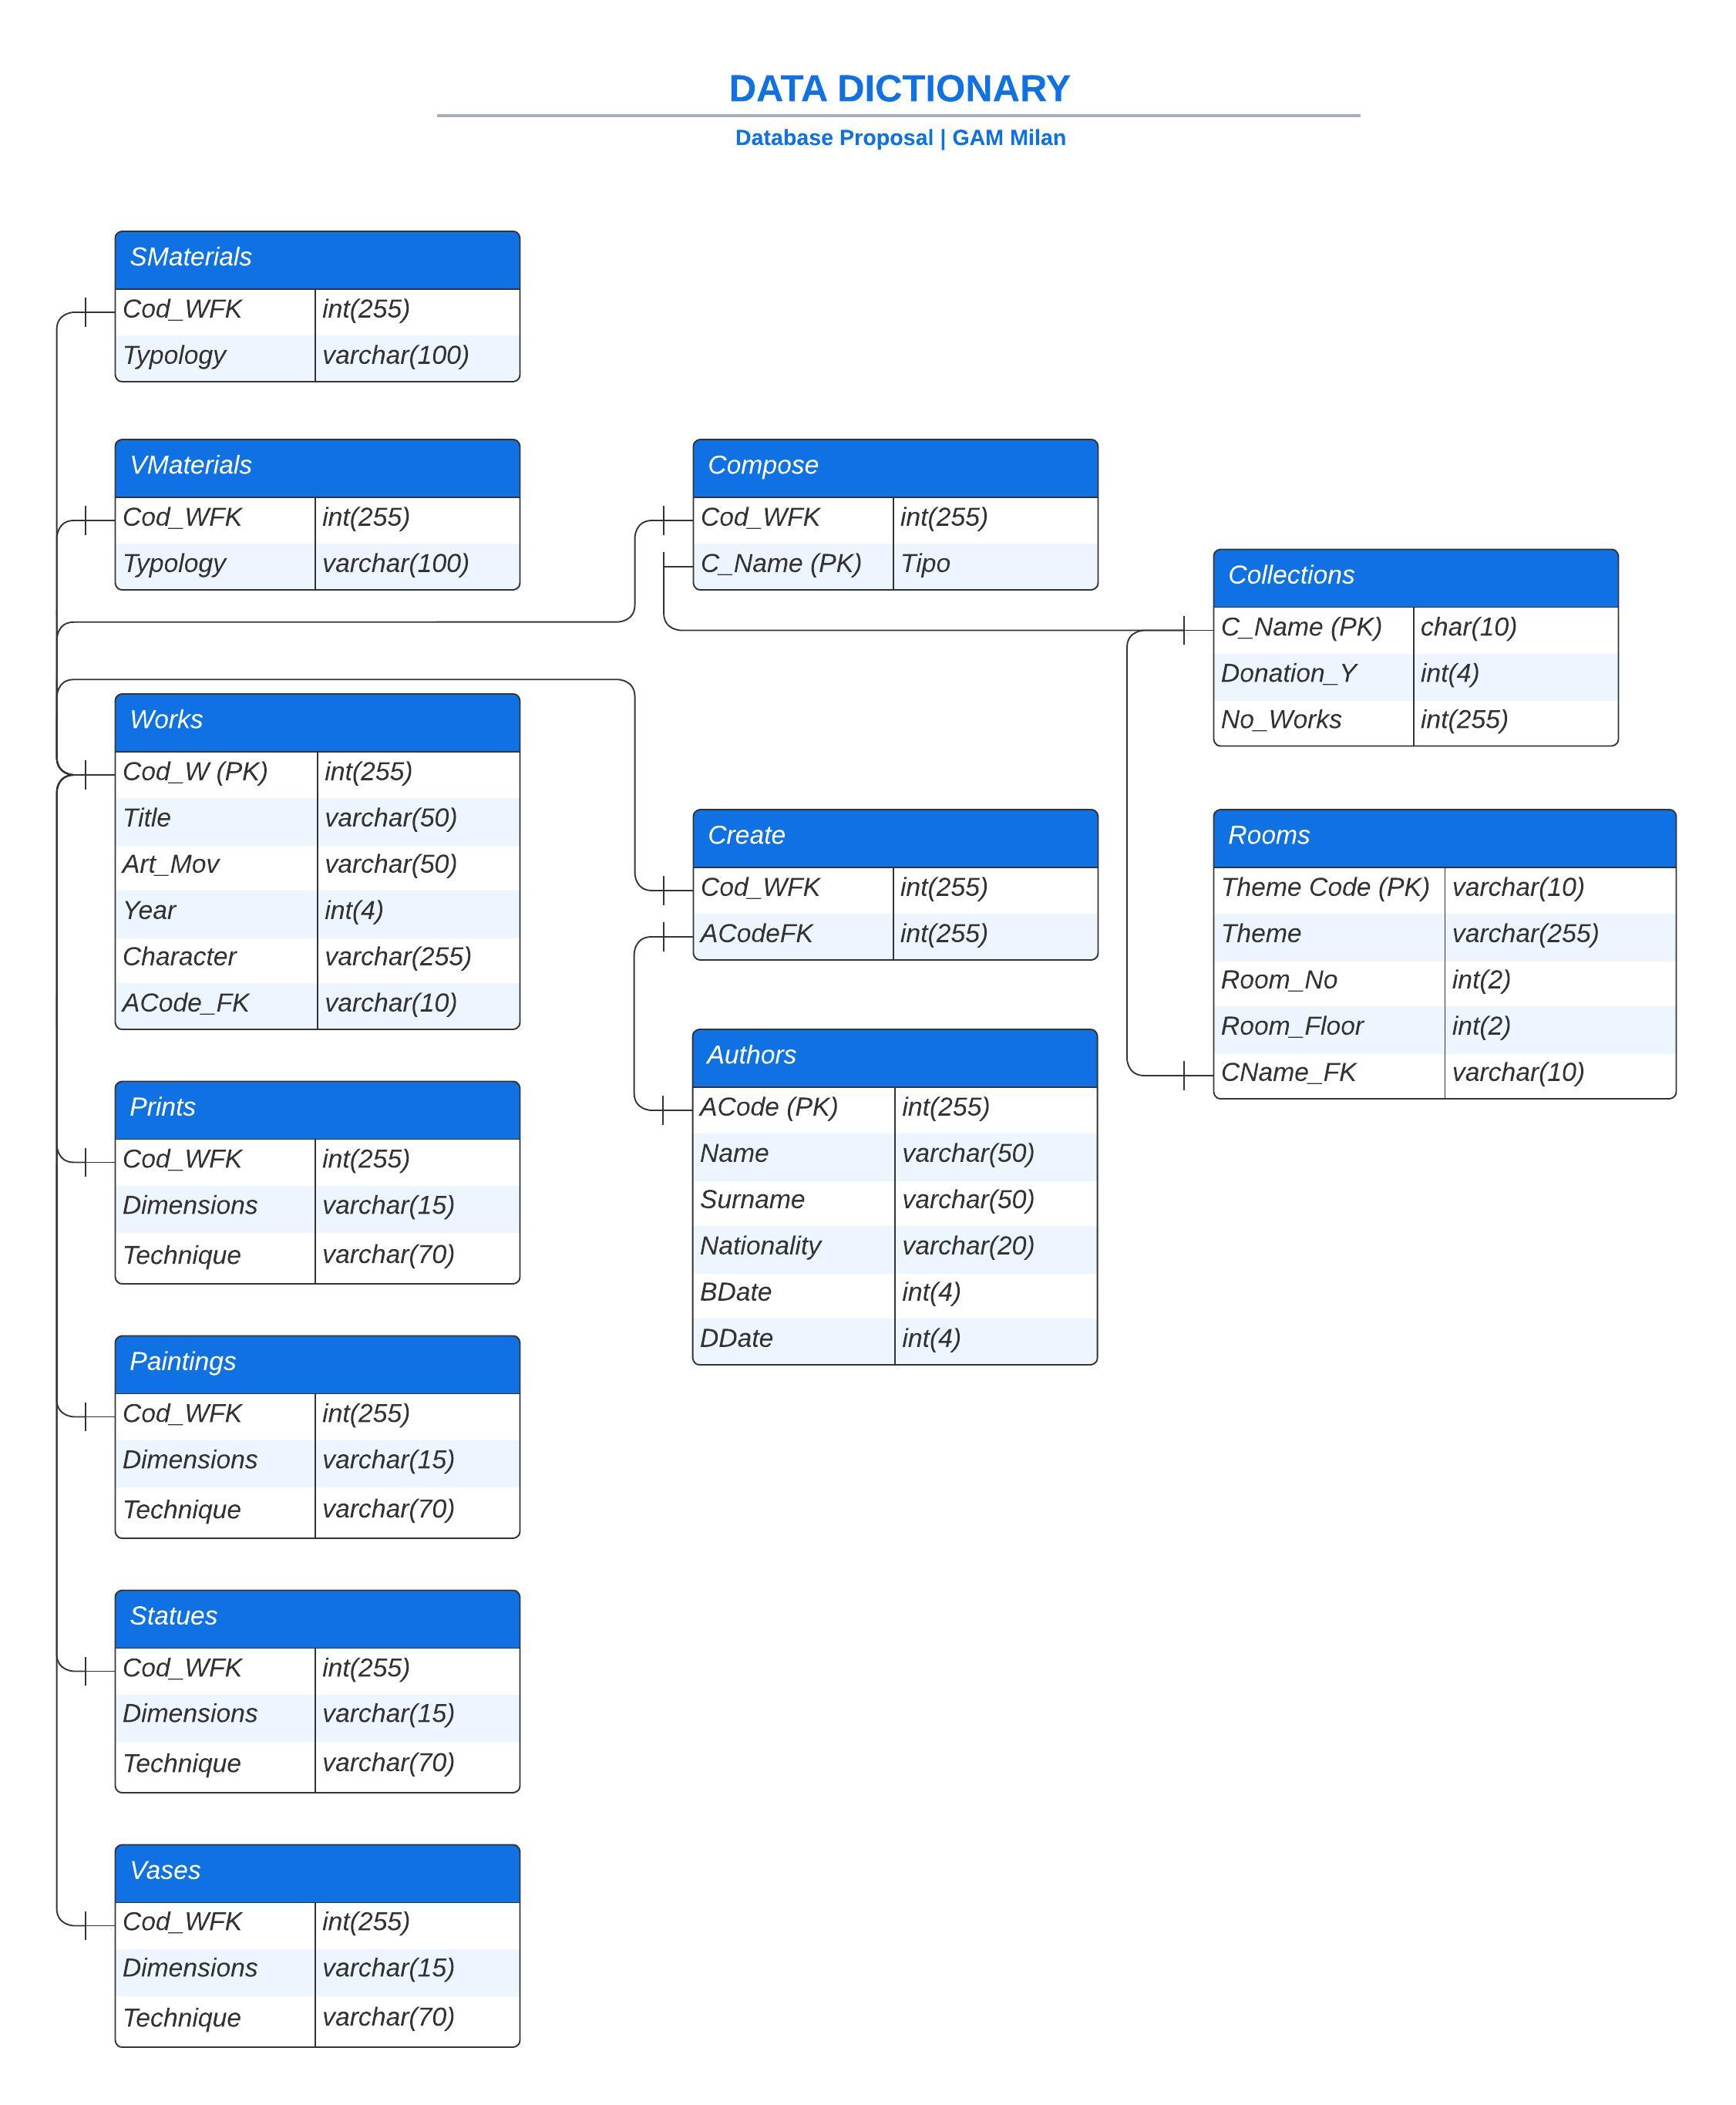 DATA DICTIONARY
Database Proposal | GAM Milan
SMaterials
Cod_WFK int(255)
Typology varchar(100)
VMaterials
Cod_WFK int(255)
Typology varchar(100)
Compose
Cod_WFK int(255)
C_Name (PK) Tipo
Collections
C_Name (PK) char(10)
Donation_Y int(4)
No_Works int(255)
Works
Cod_W (PK) int(255)
Title varchar(50)
Art_Mov varchar(50)
Year int(4)
Character varchar(255)
ACode_FK varchar(10)
Create
Cod_WFK int(255)
ACodeFK int(255)
Rooms
Theme Code (PK) varchar(10)
Theme varchar(255)
Room_No int(2)
Room_Floor int(2)
CName_FK varchar(10)
Authors
ACode (PK) int(255)
Name varchar(50)
Surname varchar(50)
Nationality varchar(20)
BDate int(4)
DDate int(4)
Prints
Cod_WFK int(255)
Dimensions varchar(15)
Technique varchar(70)
Paintings
Cod_WFK int(255)
Dimensions varchar(15)
Technique varchar(70)
Statues
Cod_WFK int(255)
Dimensions varchar(15)
Technique varchar(70)
Vases
Cod_WFK int(255)
Dimensions varchar(15)
Technique varchar(70)